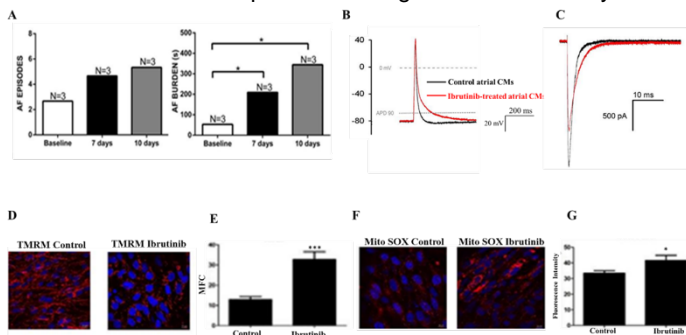 A
AF EPISODES
8
6
4
2
0
N=3
N=3
N=3
Baseline
7 days
10 days
AF BURDEN (s)
400
300
200
100
0
N=3
N=3
N=3
*
*
Baseline
7 days
10 days
B
40
0
-40
-80
0 mV
APD 90
Control atrial CMs
Ibrutinib-treated atrial CMs
200 ms
20 mV
C
10 ms
500 pA
D
TMRM Control
TMRM Ibrutinib
E
MFC
40
30
20
10
0
***
Control
Ibrutinib
F
Mito SOX Control
Mito SOX Ibrutinib
G
Fluorescence Intensity
50
40
30
20
10
0
*
Control
Ibrutinib